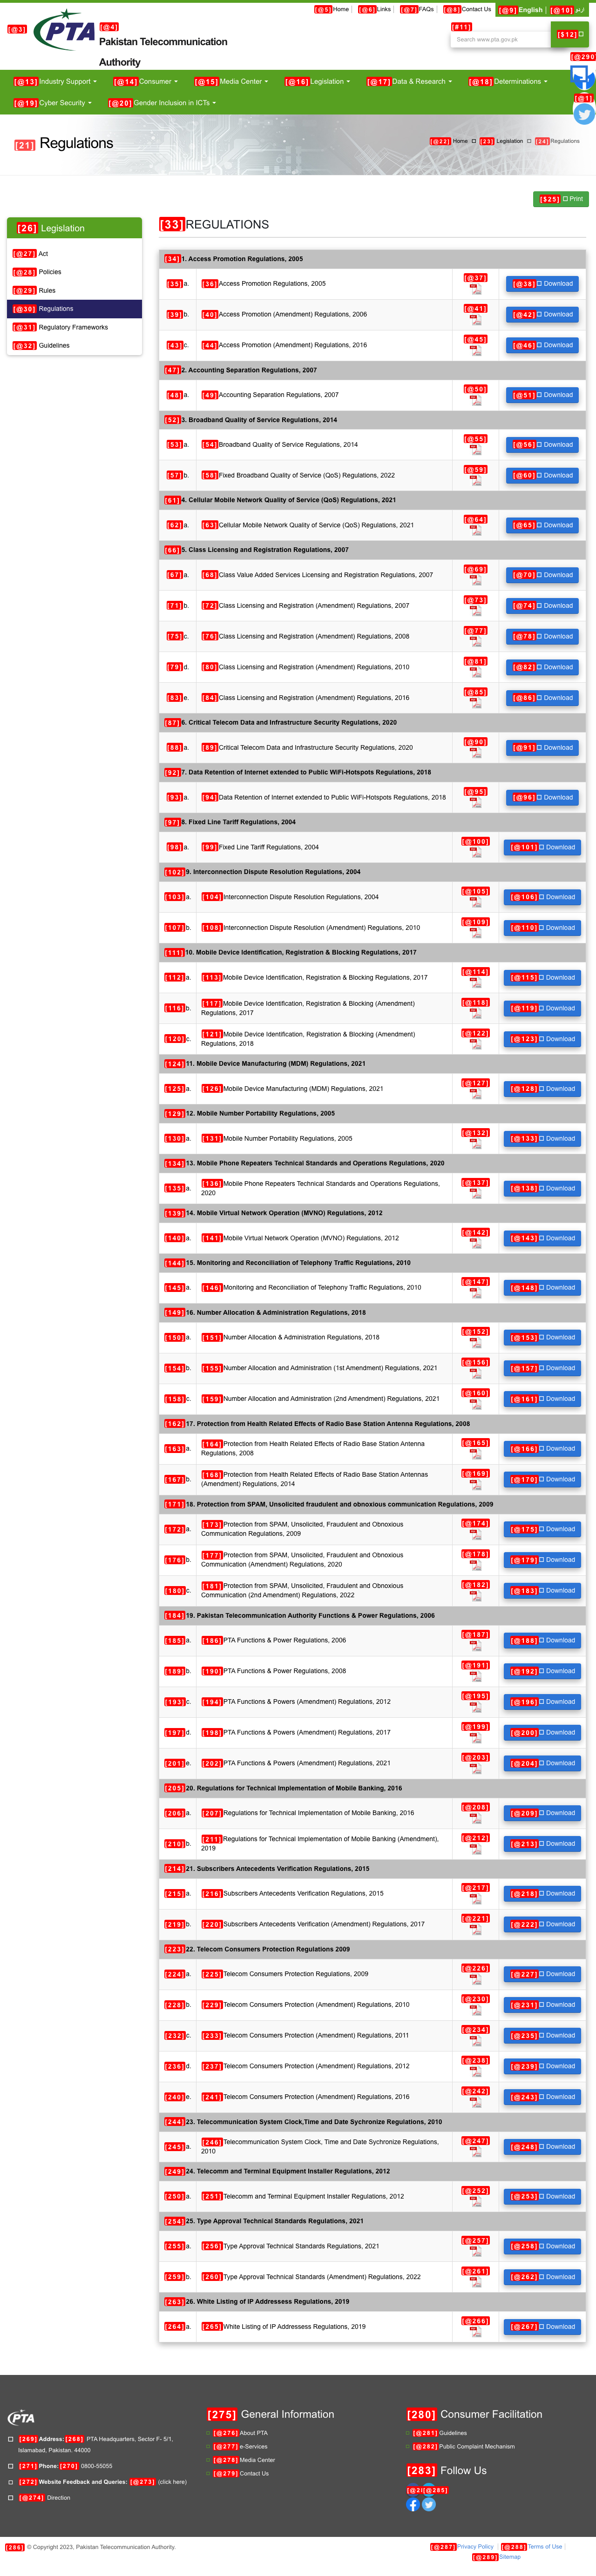 [@5] Home | [@6] Links | [@7] FAQs | [@8] Contact Us [@9] English | [@10] اردو
[@3] PTA
[@4] Pakistan Telecommunication Authority
[#11] Search www.pta.gov.pk [$12]
[@290]
[@1]
[@13] Industry Support [@14] Consumer [@15] Media Center [@16] Legislation [@17] Data & Research [@18] Determinations
[@19] Cyber Security [@20] Gender Inclusion in ICTs
[21] Regulations
[@22] Home [23] Legislation [24] Regulations
[$25] Print
[26] Legislation
[@27] Act
[@28] Policies
[@29] Rules
[@30] Regulations
[@31] Regulatory Frameworks
[@32] Guidelines
[33]REGULATIONS
[34]1. Access Promotion Regulations, 2005
[35]a. [36]Access Promotion Regulations, 2005 [@37] [@38] Download
[39]b. [40]Access Promotion (Amendment) Regulations, 2006 [@41] [@42] Download
[43]c. [44]Access Promotion (Amendment) Regulations, 2016 [@45] [@46] Download
[47]2. Accounting Separation Regulations, 2007
[48]a. [49]Accounting Separation Regulations, 2007 [@50] [@51] Download
[52]3. Broadband Quality of Service Regulations, 2014
[53]a. [54]Broadband Quality of Service Regulations, 2014 [@55] [@56] Download
[57]b. [58]Fixed Broadband Quality of Service (QoS) Regulations, 2022 [@59] [@60] Download
[61]4. Cellular Mobile Network Quality of Service (QoS) Regulations, 2021
[62]a. [63]Cellular Mobile Network Quality of Service (QoS) Regulations, 2021 [@64] [@65] Download
[66]5. Class Licensing and Registration Regulations, 2007
[67]a. [68]Class Value Added Services Licensing and Registration Regulations, 2007 [@69] [@70] Download
[71]b. [72]Class Licensing and Registration (Amendment) Regulations, 2007 [@73] [@74] Download
[75]c. [76]Class Licensing and Registration (Amendment) Regulations, 2008 [@77] [@78] Download
[79]d. [80]Class Licensing and Registration (Amendment) Regulations, 2010 [@81] [@82] Download
[83]e. [84]Class Licensing and Registration (Amendment) Regulations, 2016 [@85] [@86] Download
[87]6. Critical Telecom Data and Infrastructure Security Regulations, 2020
[88]a. [89]Critical Telecom Data and Infrastructure Security Regulations, 2020 [@90] [@91] Download
[92]7. Data Retention of Internet extended to Public WiFi-Hotspots Regulations, 2018
[93]a. [94]Data Retention of Internet extended to Public WiFi-Hotspots Regulations, 2018 [@95] [@96] Download
[97]8. Fixed Line Tariff Regulations, 2004
[98]a. [99]Fixed Line Tariff Regulations, 2004 [@100] [@101] Download
[102]9. Interconnection Dispute Resolution Regulations, 2004
[103]a. [104]Interconnection Dispute Resolution Regulations, 2004 [@105] [@106] Download
[107]b. [108]Interconnection Dispute Resolution (Amendment) Regulations, 2010 [@109] [@110] Download
[111]10. Mobile Device Identification, Registration & Blocking Regulations, 2017
[112]a. [113]Mobile Device Identification, Registration & Blocking Regulations, 2017 [@114] [@115] Download
[116]b. [117]Mobile Device Identification, Registration & Blocking (Amendment) Regulations, 2017 [@118] [@119] Download
[120]c. [121]Mobile Device Identification, Registration & Blocking (Amendment) Regulations, 2018 [@122] [@123] Download
[124]11. Mobile Device Manufacturing (MDM) Regulations, 2021
[125]a. [126]Mobile Device Manufacturing (MDM) Regulations, 2021 [@127] [@128] Download
[129]12. Mobile Number Portability Regulations, 2005
[130]a. [131]Mobile Number Portability Regulations, 2005 [@132] [@133] Download
[134]13. Mobile Phone Repeaters Technical Standards and Operations Regulations, 2020
[135]a. [136]Mobile Phone Repeaters Technical Standards and Operations Regulations, 2020 [@137] [@138] Download
[139]14. Mobile Virtual Network Operation (MVNO) Regulations, 2012
[140]a. [141]Mobile Virtual Network Operation (MVNO) Regulations, 2012 [@142] [@143] Download
[144]15. Monitoring and Reconciliation of Telephony Traffic Regulations, 2010
[145]a. [146]Monitoring and Reconciliation of Telephony Traffic Regulations, 2010 [@147] [@148] Download
[149]16. Number Allocation & Administration Regulations, 2018
[150]a. [151]Number Allocation & Administration Regulations, 2018 [@152] [@153] Download
[154]b. [155]Number Allocation and Administration (1st Amendment) Regulations, 2021 [@156] [@157] Download
[158]c. [159]Number Allocation and Administration (2nd Amendment) Regulations, 2021 [@160] [@161] Download
[162]17. Protection from Health Related Effects of Radio Base Station Antenna Regulations, 2008
[163]a. [164]Protection from Health Related Effects of Radio Base Station Antenna Regulations, 2008 [@165] [@166] Download
[167]b. [168]Protection from Health Related Effects of Radio Base Station Antennas (Amendment) Regulations, 2014 [@169] [@170] Download
[171]18. Protection from SPAM, Unsolicited fraudulent and obnoxious communication Regulations, 2009
[172]a. [173]Protection from SPAM, Unsolicited, Fraudulent and Obnoxious Communication Regulations, 2009 [@174] [@175] Download
[176]b. [177]Protection from SPAM, Unsolicited, Fraudulent and Obnoxious Communication (Amendment) Regulations, 2020 [@178] [@179] Download
[180]c. [181]Protection from SPAM, Unsolicited, Fraudulent and Obnoxious Communication (2nd Amendment) Regulations, 2022 [@182] [@183] Download
[184]19. Pakistan Telecommunication Authority Functions & Power Regulations, 2006
[185]a. [186]PTA Functions & Power Regulations, 2006 [@187] [@188] Download
[189]b. [190]PTA Functions & Power Regulations, 2008 [@191] [@192] Download
[193]c. [194]PTA Functions & Powers (Amendment) Regulations, 2012 [@195] [@196] Download
[197]d. [198]PTA Functions & Powers (Amendment) Regulations, 2017 [@199] [@200] Download
[201]e. [202]PTA Functions & Powers (Amendment) Regulations, 2021 [@203] [@204] Download
[205]20. Regulations for Technical Implementation of Mobile Banking, 2016
[206]a. [207]Regulations for Technical Implementation of Mobile Banking, 2016 [@208] [@209] Download
[210]b. [211]Regulations for Technical Implementation of Mobile Banking (Amendment), 2019 [@212] [@213] Download
[214]21. Subscribers Antecedents Verification Regulations, 2015
[215]a. [216]Subscribers Antecedents Verification Regulations, 2015 [@217] [@218] Download
[219]b. [220]Subscribers Antecedents Verification (Amendment) Regulations, 2017 [@221] [@222] Download
[223]22. Telecom Consumers Protection Regulations 2009
[224]a. [225]Telecom Consumers Protection Regulations, 2009 [@226] [@227] Download
[228]b. [229]Telecom Consumers Protection (Amendment) Regulations, 2010 [@230] [@231] Download
[232]c. [233]Telecom Consumers Protection (Amendment) Regulations, 2011 [@234] [@235] Download
[236]d. [237]Telecom Consumers Protection (Amendment) Regulations, 2012 [@238] [@239] Download
[240]e. [241]Telecom Consumers Protection (Amendment) Regulations, 2016 [@242] [@243] Download
[244]23. Telecommunication System Clock,Time and Date Sychronize Regulations, 2010
[245]a. [246]Telecommunication System Clock, Time and Date Sychronize Regulations, 2010 [@247] [@248] Download
[249]24. Telecomm and Terminal Equipment Installer Regulations, 2012
[250]a. [251]Telecomm and Terminal Equipment Installer Regulations, 2012 [@252] [@253] Download
[254]25. Type Approval Technical Standards Regulations, 2021
[255]a. [256]Type Approval Technical Standards Regulations, 2021 [@257] [@258] Download
[259]b. [260]Type Approval Technical Standards (Amendment) Regulations, 2022 [@261] [@262] Download
[263]26. White Listing of IP Addressess Regulations, 2019
[264]a. [265]White Listing of IP Addressess Regulations, 2019 [@266] [@267] Download
PTA
[269] Address: [268] PTA Headquarters, Sector F- 5/1,
Islamabad, Pakistan. 44000
[271] Phone: [270] 0800-55055
[272] Website Feedback and Queries: [@273] (click here)
[@274] Direction
[275] General Information
[@276] About PTA
[@277] e-Services
[@278] Media Center
[@279] Contact Us
[280] Consumer Facilitation
[@281] Guidelines
[@282] Public Complaint Mechanism
[283] Follow Us
[@285]
[286] © Copyright 2023, Pakistan Telecommunication Authority.
[@287] Privacy Policy | [@288] Terms of Use |
[@289] Sitemap